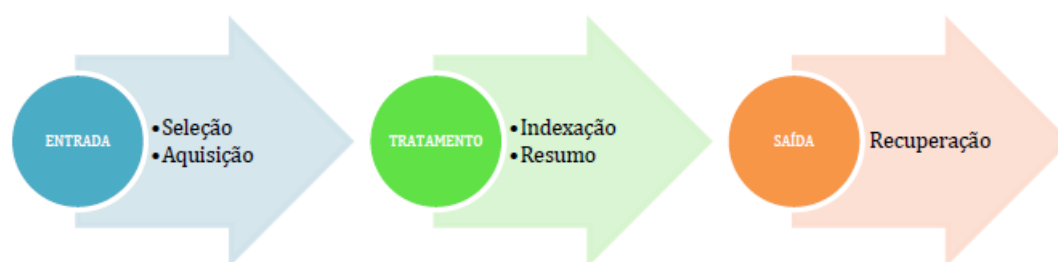 ENTRADA
•Seleção
•Aquisição
TRATAMENTO
•Indexação
•Resumo
SAÍDA
Recuperação